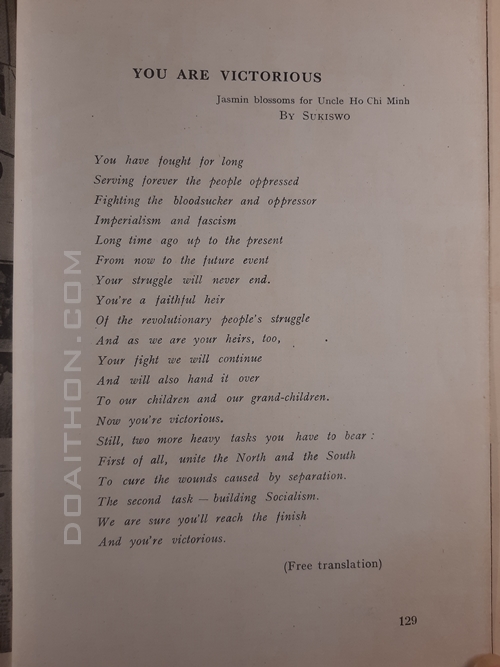 YOU ARE VICTORIOUS
Jasmin blossoms for Uncle Ho Chi Minh
BY SUKISWO
You have fought for long
Serving forever the people oppressed
Fighting the bloodsucker and oppressor
Imperialism and fascism
Long time ago up to the present
From now to the future event
Your struggle will never end.
You're a faithful heir
Of the revolutionary people's struggle
And as we are your heirs, too,
Your fight we will continue
And will also hand it over
To our children and our grand-children.
Now you're victorious.
Still, two more heavy tasks you have to bear :
First of all, unite the North and the South
To cure the wounds caused by separation.
The second task — building Socialism.
We are sure you'll reach the finish
And you're victorious.
(Free translation)
129
DOAITHON.COM